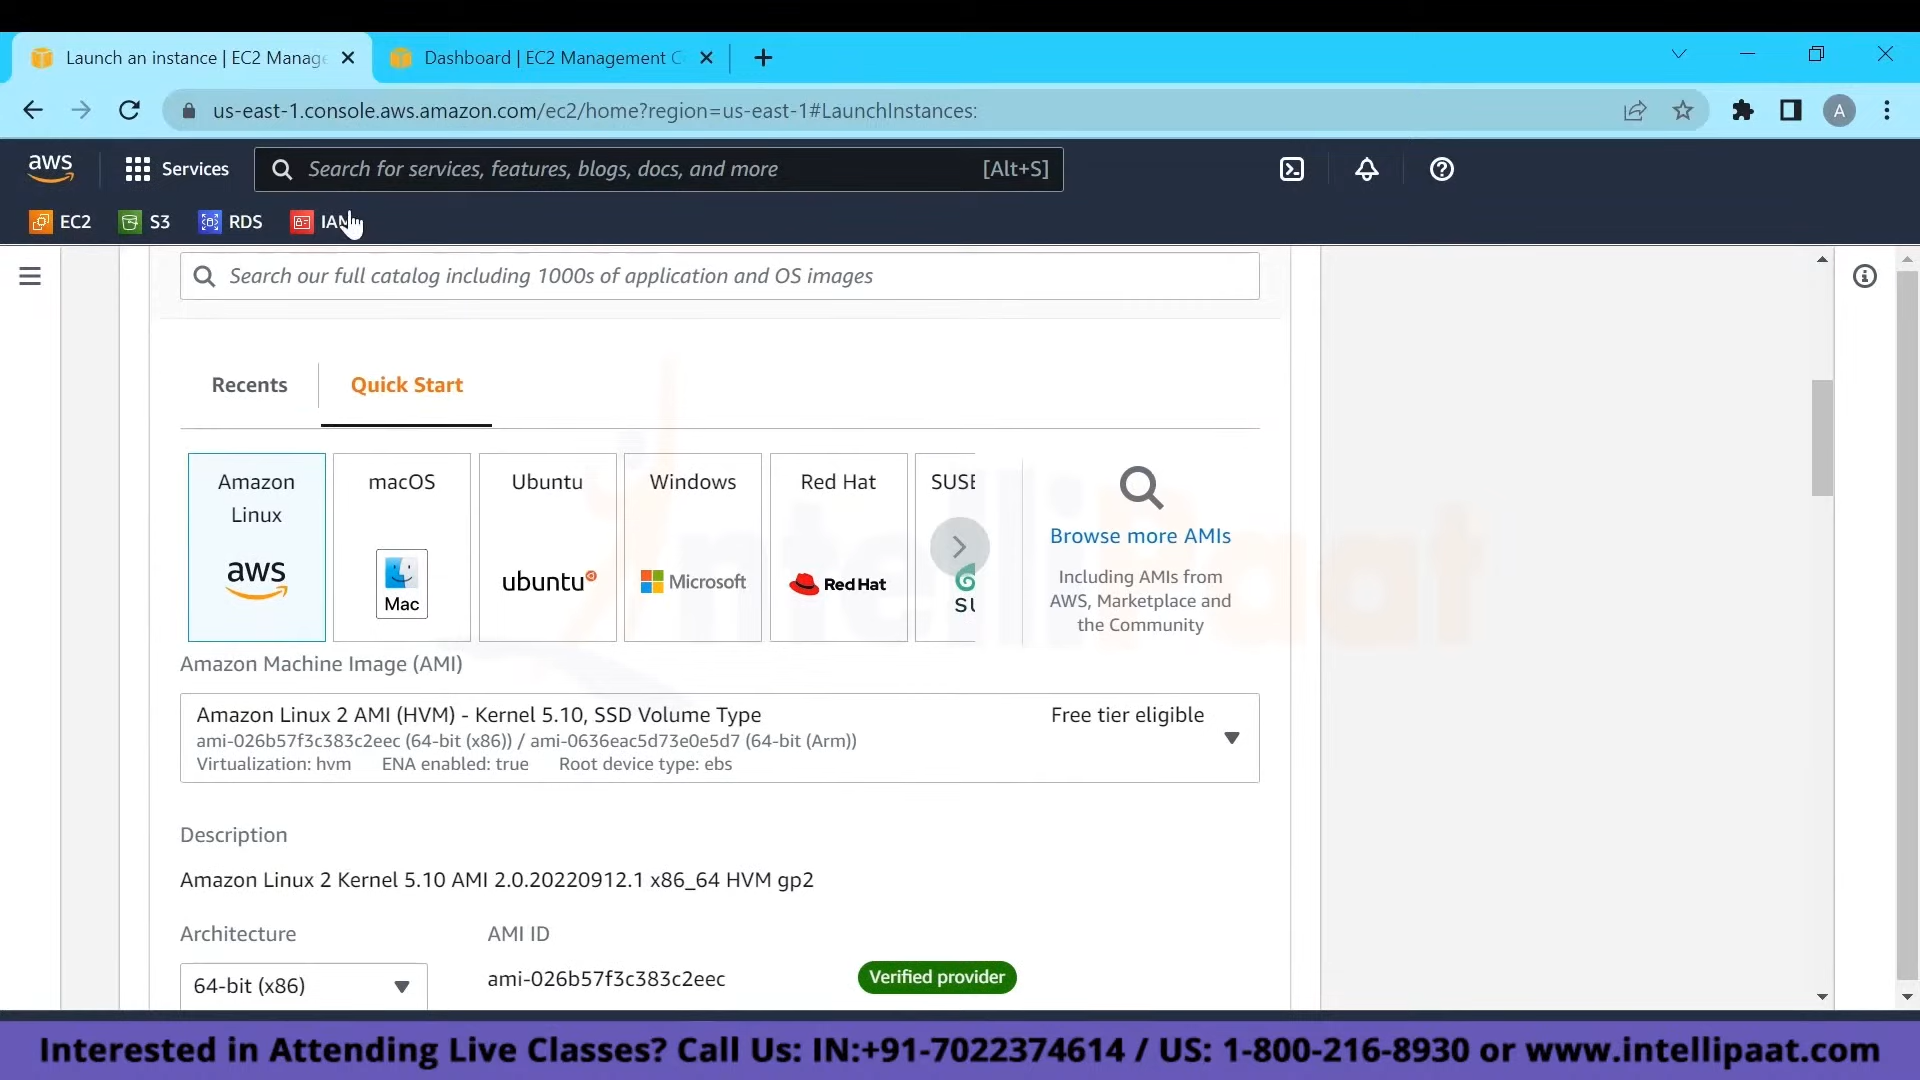 Launch an instance | EC2 Manage
Dashboard | EC2 Management C
us-east-1.console.aws.amazon.com/ec2/home?region=us-east-1#LaunchInstances:
A
aws
Services
Search for services, features, blogs, docs, and more
[Alt+S]
EC2
S3
RDS
IAM
Search our full catalog including 1000s of application and OS images
Recents
Quick Start
Amazon
Linux
aws
macOS
Mac
Ubuntu
ubuntu
Windows
Microsoft
Red Hat
Red Hat
SUSE
SU
Browse more AMIs
Including AMIs from
AWS, Marketplace and
the Community
IntelliPaat
Amazon Machine Image (AMI)
Amazon Linux 2 AMI (HVM) - Kernel 5.10, SSD Volume Type
Free tier eligible
ami-026b57f3c383c2eec (64-bit (x86)) / ami-0636eac5d73e0e5d7 (64-bit (Arm))
Virtualization: hvm ENA enabled: true Root device type: ebs
Description
Amazon Linux 2 Kernel 5.10 AMI 2.0.20220912.1 x86_64 HVM gp2
Architecture
AMI ID
64-bit (x86)
ami-026b57f3c383c2eec
Verified provider
Interested in Attending Live Classes? Call Us: IN:+91-7022374614 / US: 1-800-216-8930 or www.intellipaat.com